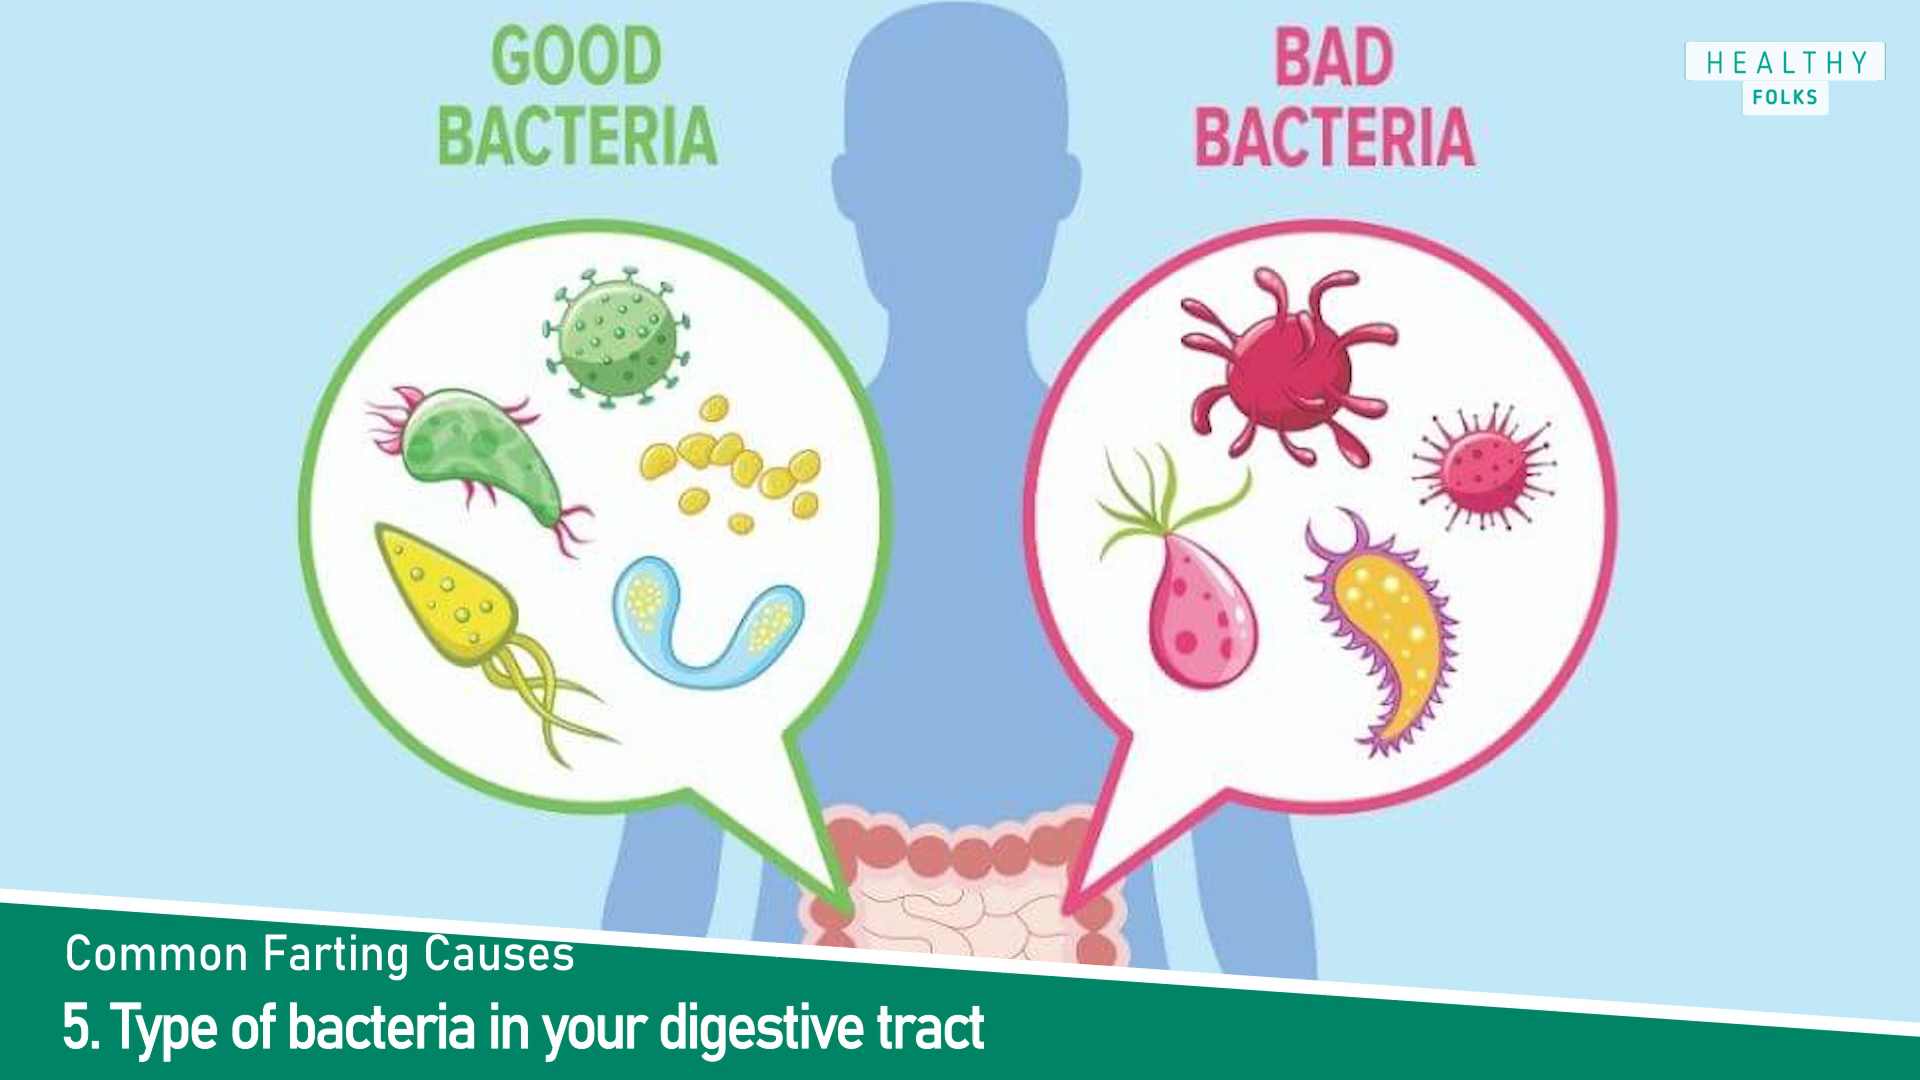 GOOD
BACTERIA
BAD
BACTERIA
HEALTHY
FOLKS
Common Farting Causes
5. Type of bacteria in your digestive tract